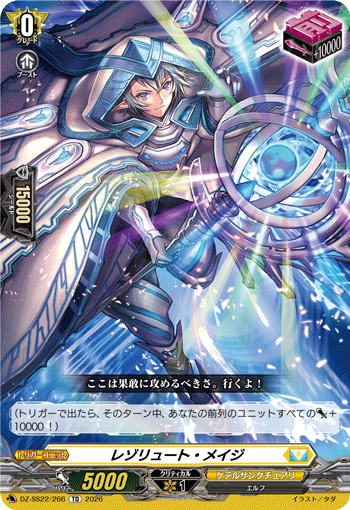 0
グレード
+10000
ブースト
15000
シールド
ここは果敢に攻めるべきさ。行くよ！
(トリガーで出たら、そのターン中、あなたの前列のユニットすべての
+10000！)
レゾリュート・メイジ
トリガーユニット
パワー
5000
クリティカル
1
ケテルサンクチュアリ
エルフ
DZ-SS22/266 TD 2026
イラスト／タダ